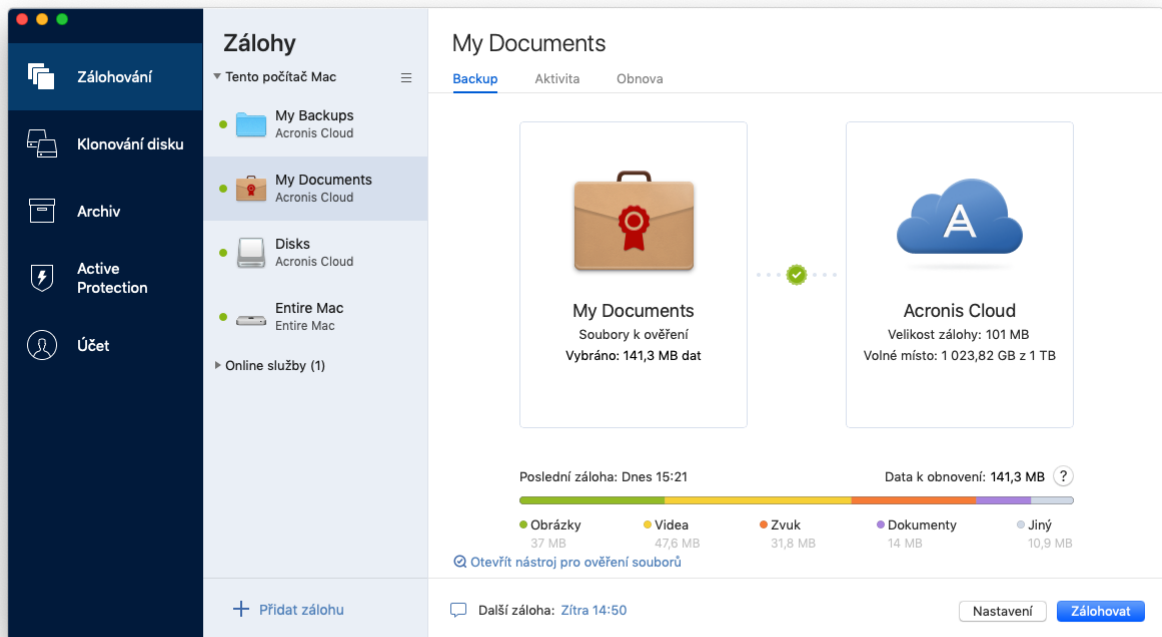 Zálohování
Klonování disku
Archiv
Active
Protection
Účet
Zálohy
Tento počítač Mac
My Backups
Acronis Cloud
My Documents
Acronis Cloud
Disks
Acronis Cloud
Entire Mac
Entire Mac
Online služby (1)
Přidat zálohu
My Documents
Backup Aktivita Obnova
My Documents
Soubory k ověření
Vybráno: 141,3 MB dat
A
Acronis Cloud
Velikost zálohy: 101 MB
Volné místo: 1 023,82 GB z 1 TB
Poslední záloha: Dnes 15:21 Data k obnovení: 141,3 MB ?
Obrázky Videa Zvuk Dokumenty Jiný
37 MB 47,6 MB 31,8 MB 14 MB 10,9 MB
Otevřít nástroj pro ověření souborů
Další záloha: Zítra 14:50 Nastavení Zálohovat